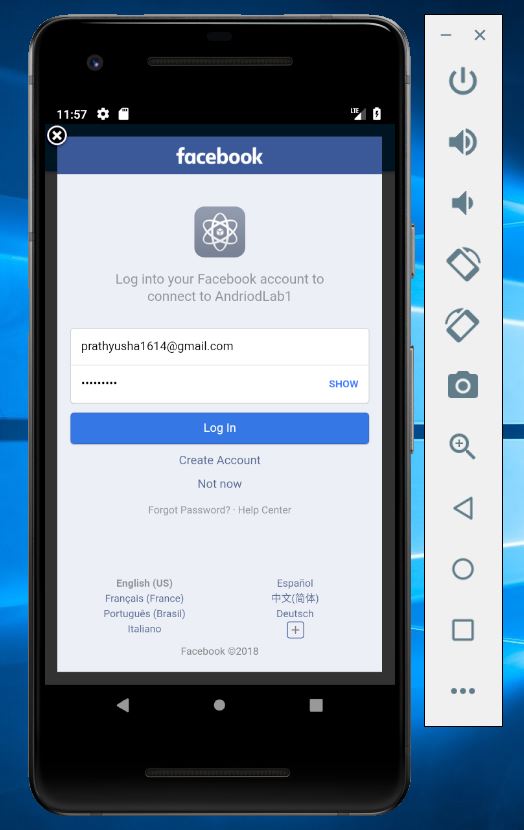 11:57
LTE
facebook
Log into your Facebook account to
connect to AndriodLab1
prathyusha1614@gmail.com
••••••••• SHOW
Log In
Create Account
Not now
Forgot Password? · Help Center
English (US) Español
Français (France) 中文(简体)
Português (Brasil) Deutsch
Italiano
Facebook ©2018